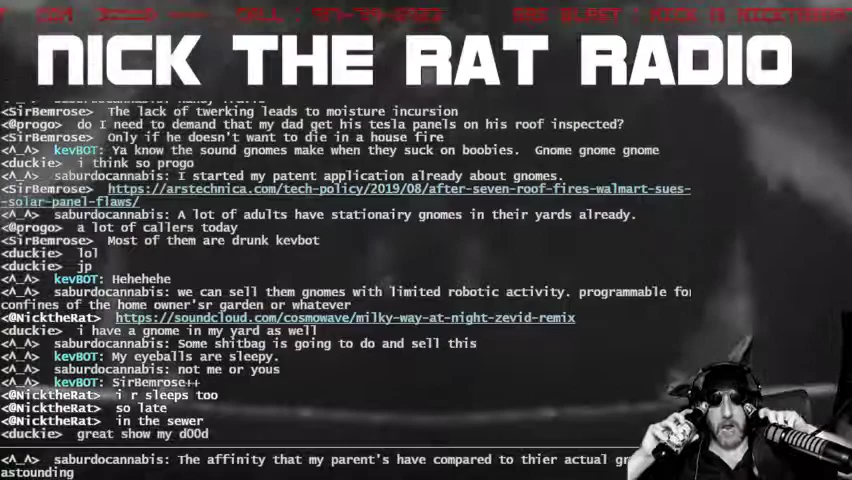 CALL :
NICK THE RAT RADIO
<^_^> saburdocannabis:
<SirBemrose> The lack of twerking leads to moisture incursion
<@progo> do I need to demand that my dad get his tesla panels on his roof inspected?
<SirBemrose> Only if he doesn't want to die in a house fire
<^_^> kevBOT: Ya know the sound gnomes make when they suck on boobies.  Gnome gnome gnome
<duckie> i think so progo
<^_^> saburdocannabis: I started my patent application already about gnomes.
<SirBemrose> https://arstechnica.com/tech-policy/2019/08/after-seven-roof-fires-walmart-sues-
-solar-panel-flaws/
<^_^> saburdocannabis: A lot of adults have stationairy gnomes in their yards already.
<@progo> a lot of callers today
<SirBemrose> Most of them are drunk kevbot
<duckie> lol
<duckie> jp
<^_^> kevBOT: Hehehehe
<^_^> saburdocannabis: we can sell them gnomes with limited robotic activity. programmable for
confines of the home owner'sr garden or whatever
<@NicktheRat> https://soundcloud.com/cosmowave/milky-way-at-night-zevid-remix
<duckie> i have a gnome in my yard as well
<^_^> saburdocannabis: Some shitbag is going to do and sell this
<^_^> kevBOT: My eyeballs are sleepy.
<^_^> saburdocannabis: not me or yous
<^_^> kevBOT: SirBemrose++
<@NicktheRat> i r sleeps too
<@NicktheRat> so late
<@NicktheRat> in the sewer
<duckie> great show my d00d
<^_^> saburdocannabis: The affinity that my parent's have compared to thier actual
astounding